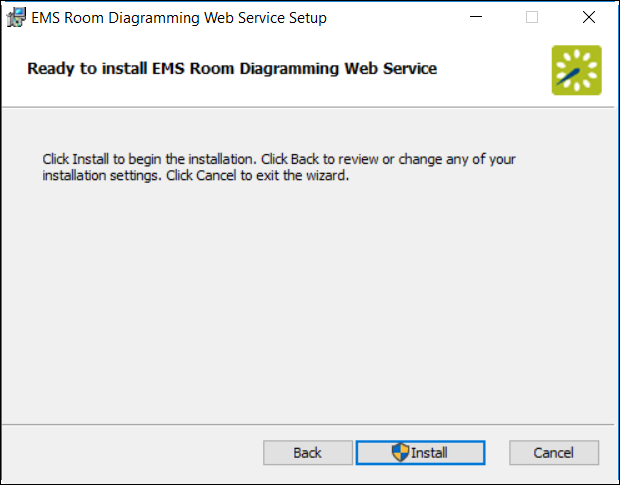 EMS Room Diagramming Web Service Setup
Ready to install EMS Room Diagramming Web Service
Click Install to begin the installation. Click Back to review or change any of your
installation settings. Click Cancel to exit the wizard.
Back
Install
Cancel